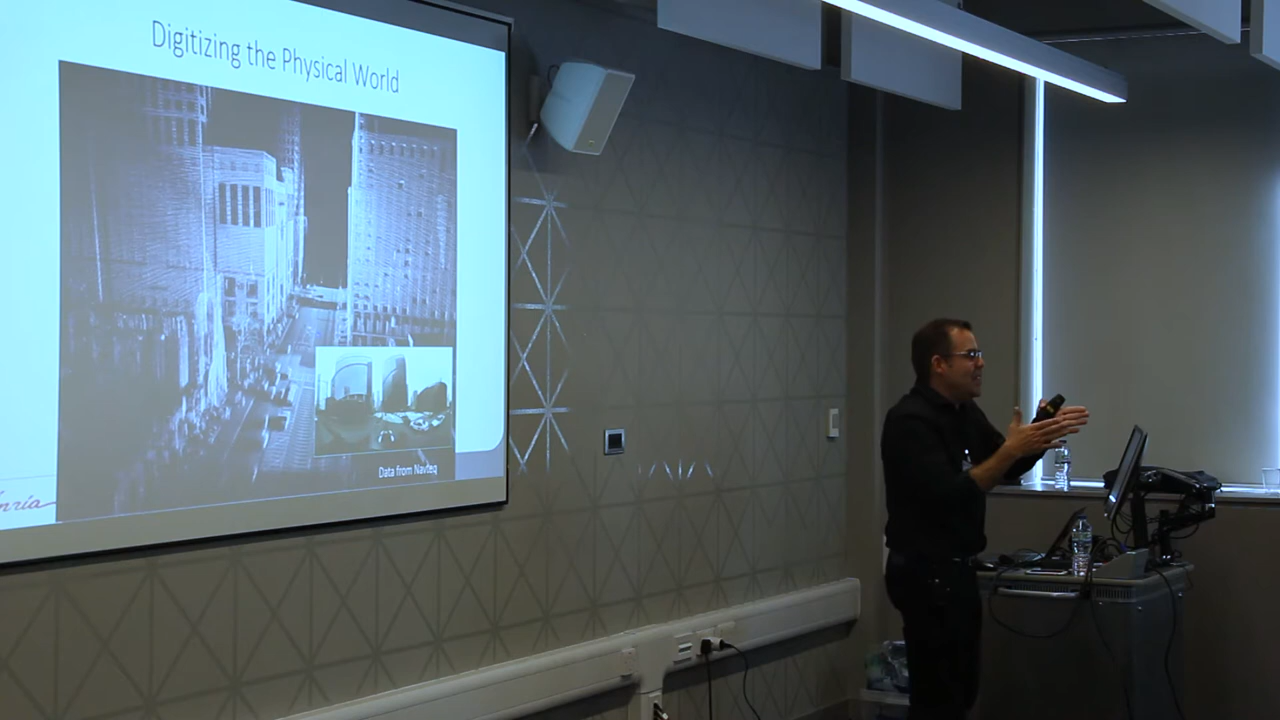 Digitizing the Physical World
Data from Navteq